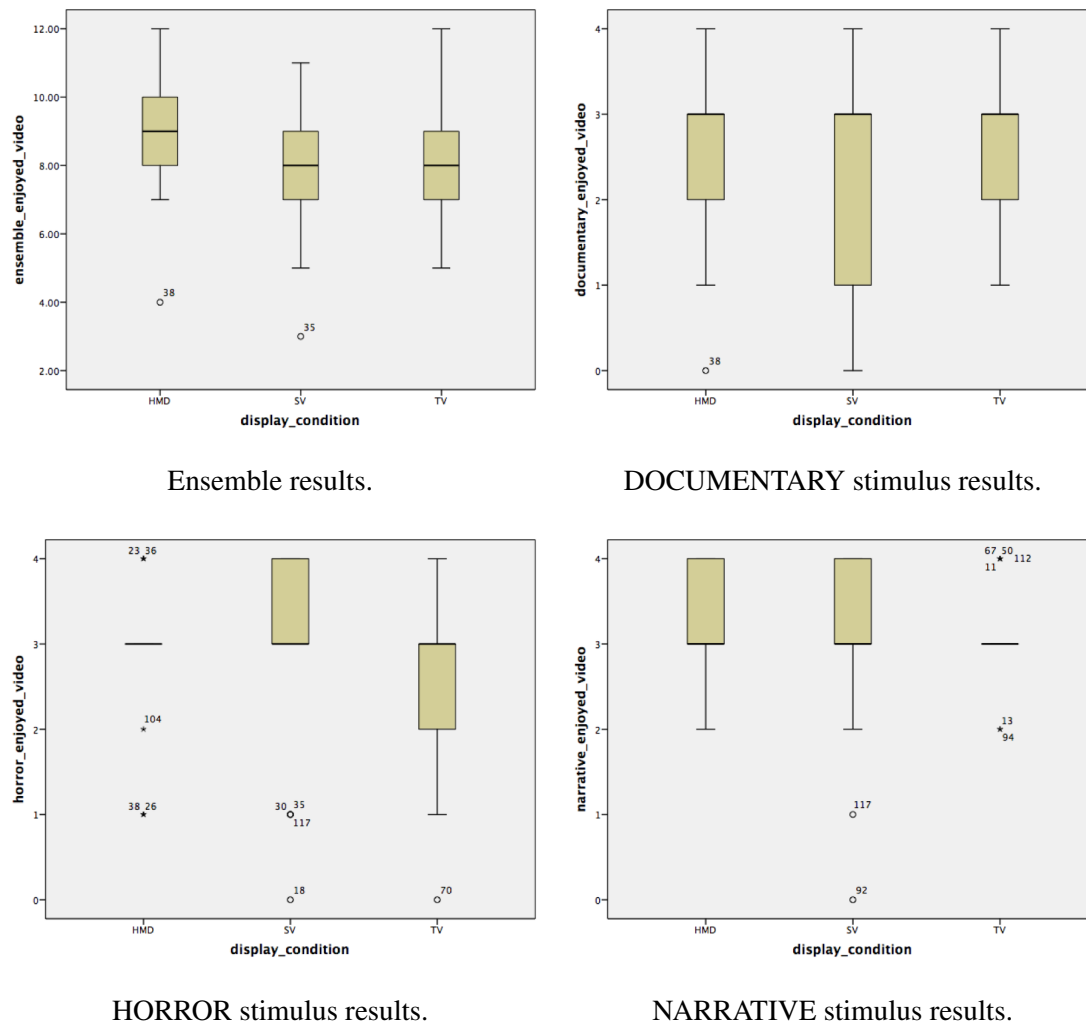 12.00
10.00
8.00
6.00
4.00
2.00
ensemble_enjoyed_video
38
35
HMD SV TV
display_condition
Ensemble results.
4
3
2
1
0
documentary_enjoyed_video
38
HMD SV TV
display_condition
DOCUMENTARY stimulus results.
4
3
2
1
0
horror_enjoyed_video
23 36
104
38 26
30 35
117
18
70
HMD SV TV
display_condition
HORROR stimulus results.
4
3
2
1
0
narrative_enjoyed_video
67 50
112
11
13
94
117
92
HMD SV TV
display_condition
NARRATIVE stimulus results.